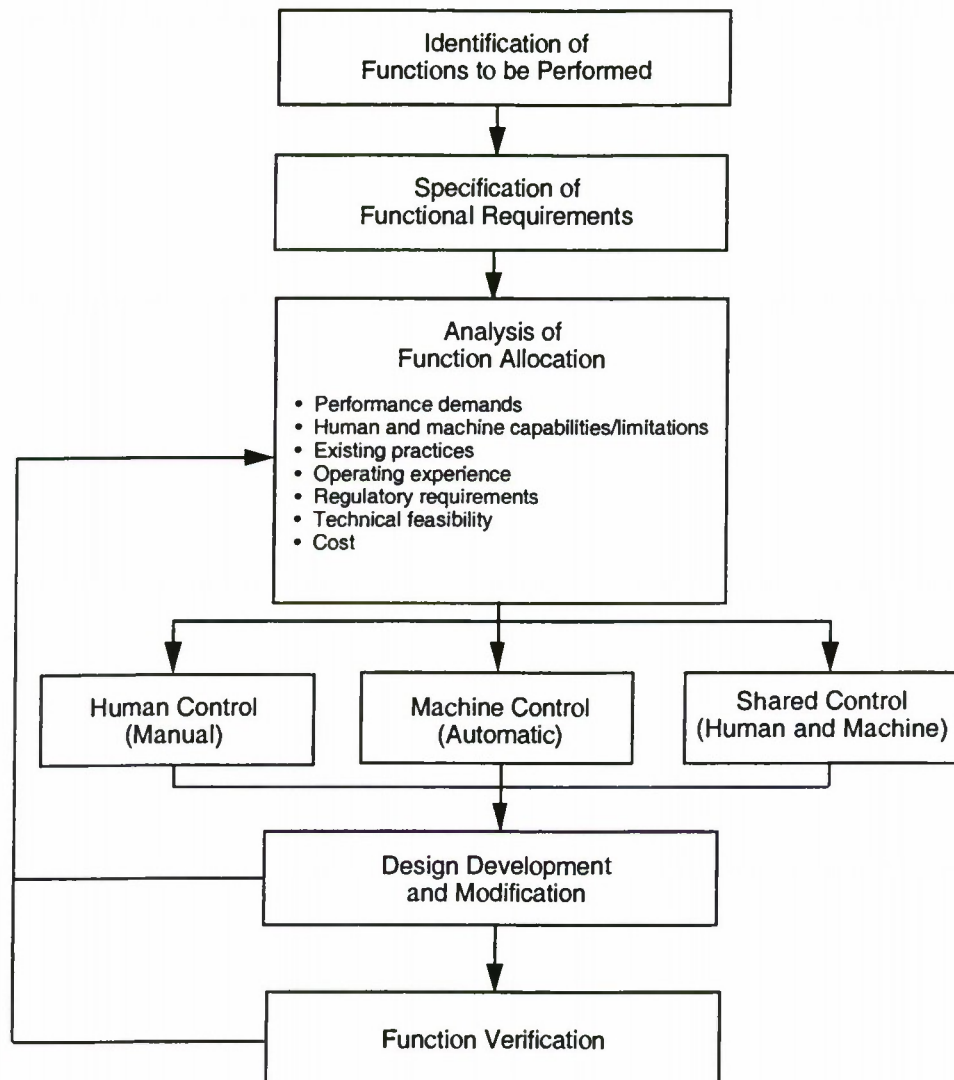 Identification of
Functions to be Performed
Specification of
Functional Requirements
Analysis of
Function Allocation
• Performance demands
• Human and machine capabilities/limitations
• Existing practices
• Operating experience
• Regulatory requirements
• Technical feasibility
• Cost
Human Control
(Manual)
Machine Control
(Automatic)
Shared Control
(Human and Machine)
Design Development
and Modification
Function Verification